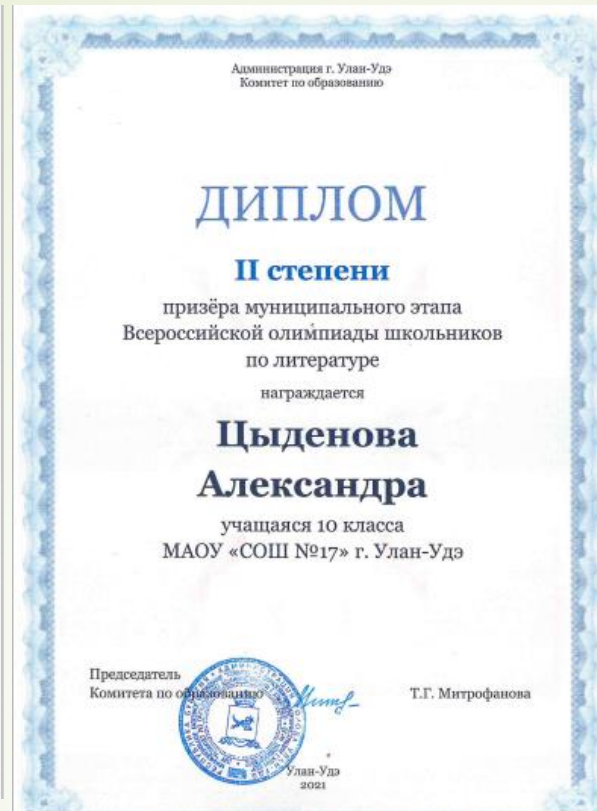 Администрация г. Улан-Удэ
Комитет по образованию
ДИПЛОМ
II степени
призёра муниципального этапа
Всероссийской олимпиады школьников
по литературе
награждается
Цыденова
Александра
учащаяся 10 класса
МАОУ «СОШ №17» г. Улан-Удэ
Председатель
Комитета по образованию
Т.Г. Митрофанова
Улан-Удэ
2021